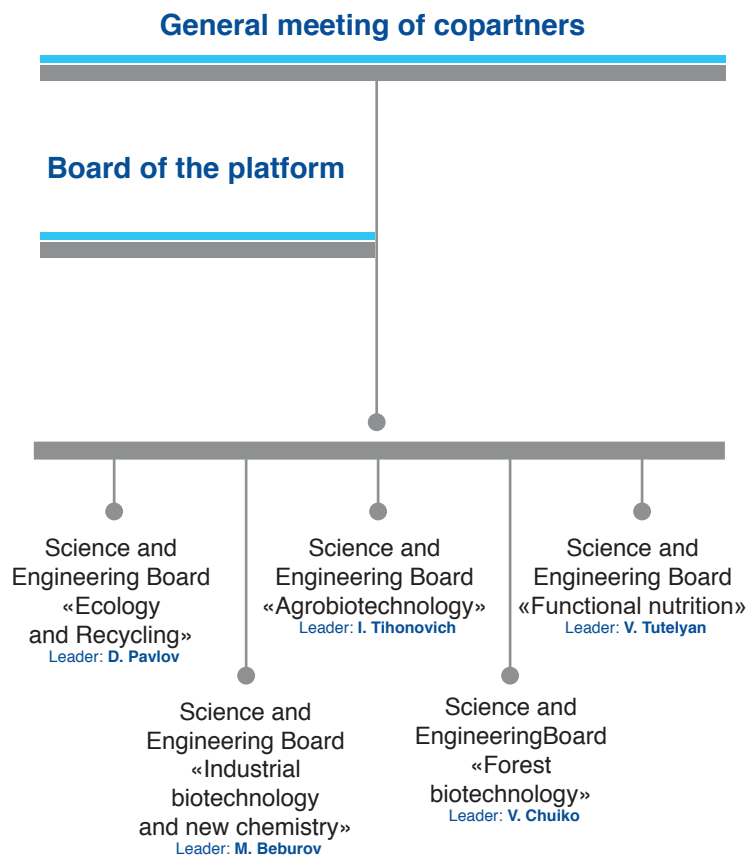 General meeting of copartners
Board of the platform
Science and
Engineering Board
«Ecology
and Recycling»
Leader: D. Pavlov
Science and
Engineering Board
«Agrobiotechnology»
Leader: I. Tihonovich
Science and
Engineering Board
«Functional nutrition»
Leader: V. Tutelyan
Science and
Engineering Board
«Industrial
biotechnology
and new chemistry»
Leader: M. Beburov
Science and
EngineeringBoard
«Forest
biotechnology»
Leader: V. Chuiko